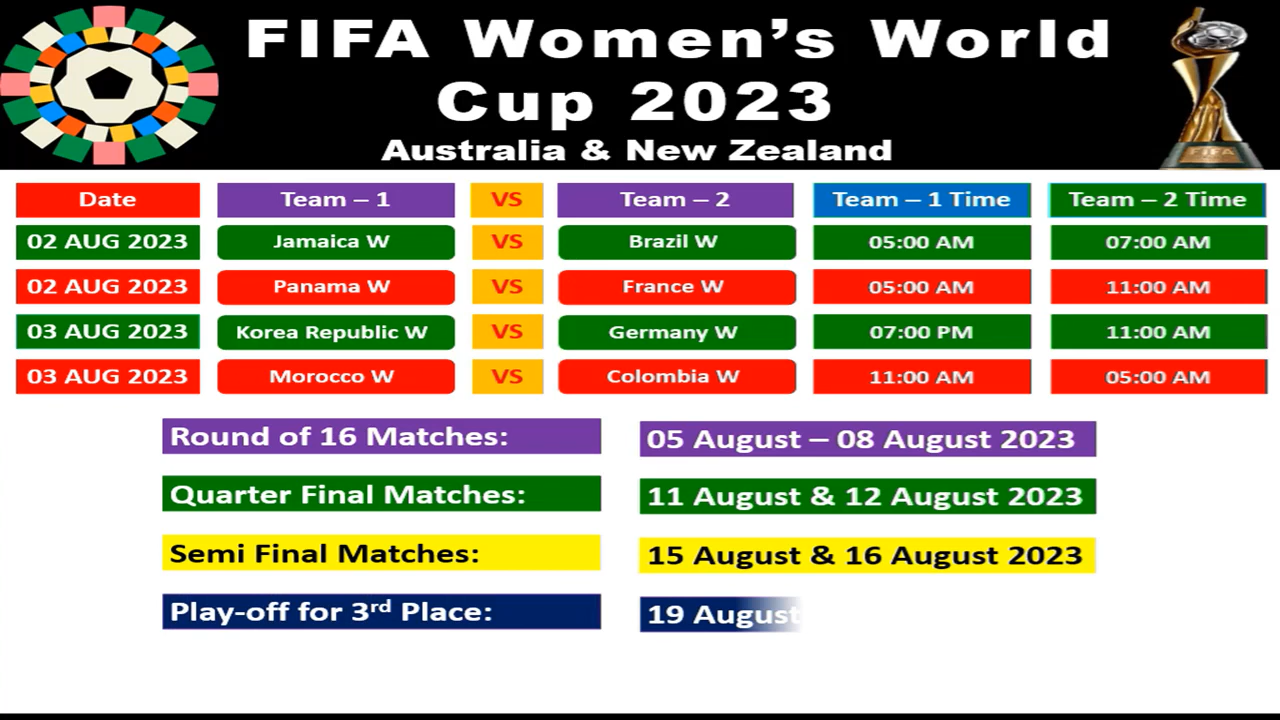 FIFA Women’s World
Cup 2023
Australia & New Zealand
Date Team – 1 VS Team – 2 Team – 1 Time Team – 2 Time
02 AUG 2023 Jamaica W VS Brazil W 05:00 AM 07:00 AM
02 AUG 2023 Panama W VS France W 05:00 AM 11:00 AM
03 AUG 2023 Korea Republic W VS Germany W 07:00 PM 11:00 AM
03 AUG 2023 Morocco W VS Colombia W 11:00 AM 05:00 AM
Round of 16 Matches: 05 August – 08 August 2023
Quarter Final Matches: 11 August & 12 August 2023
Semi Final Matches: 15 August & 16 August 2023
Play-off for 3rd Place: 19 August
FIFA